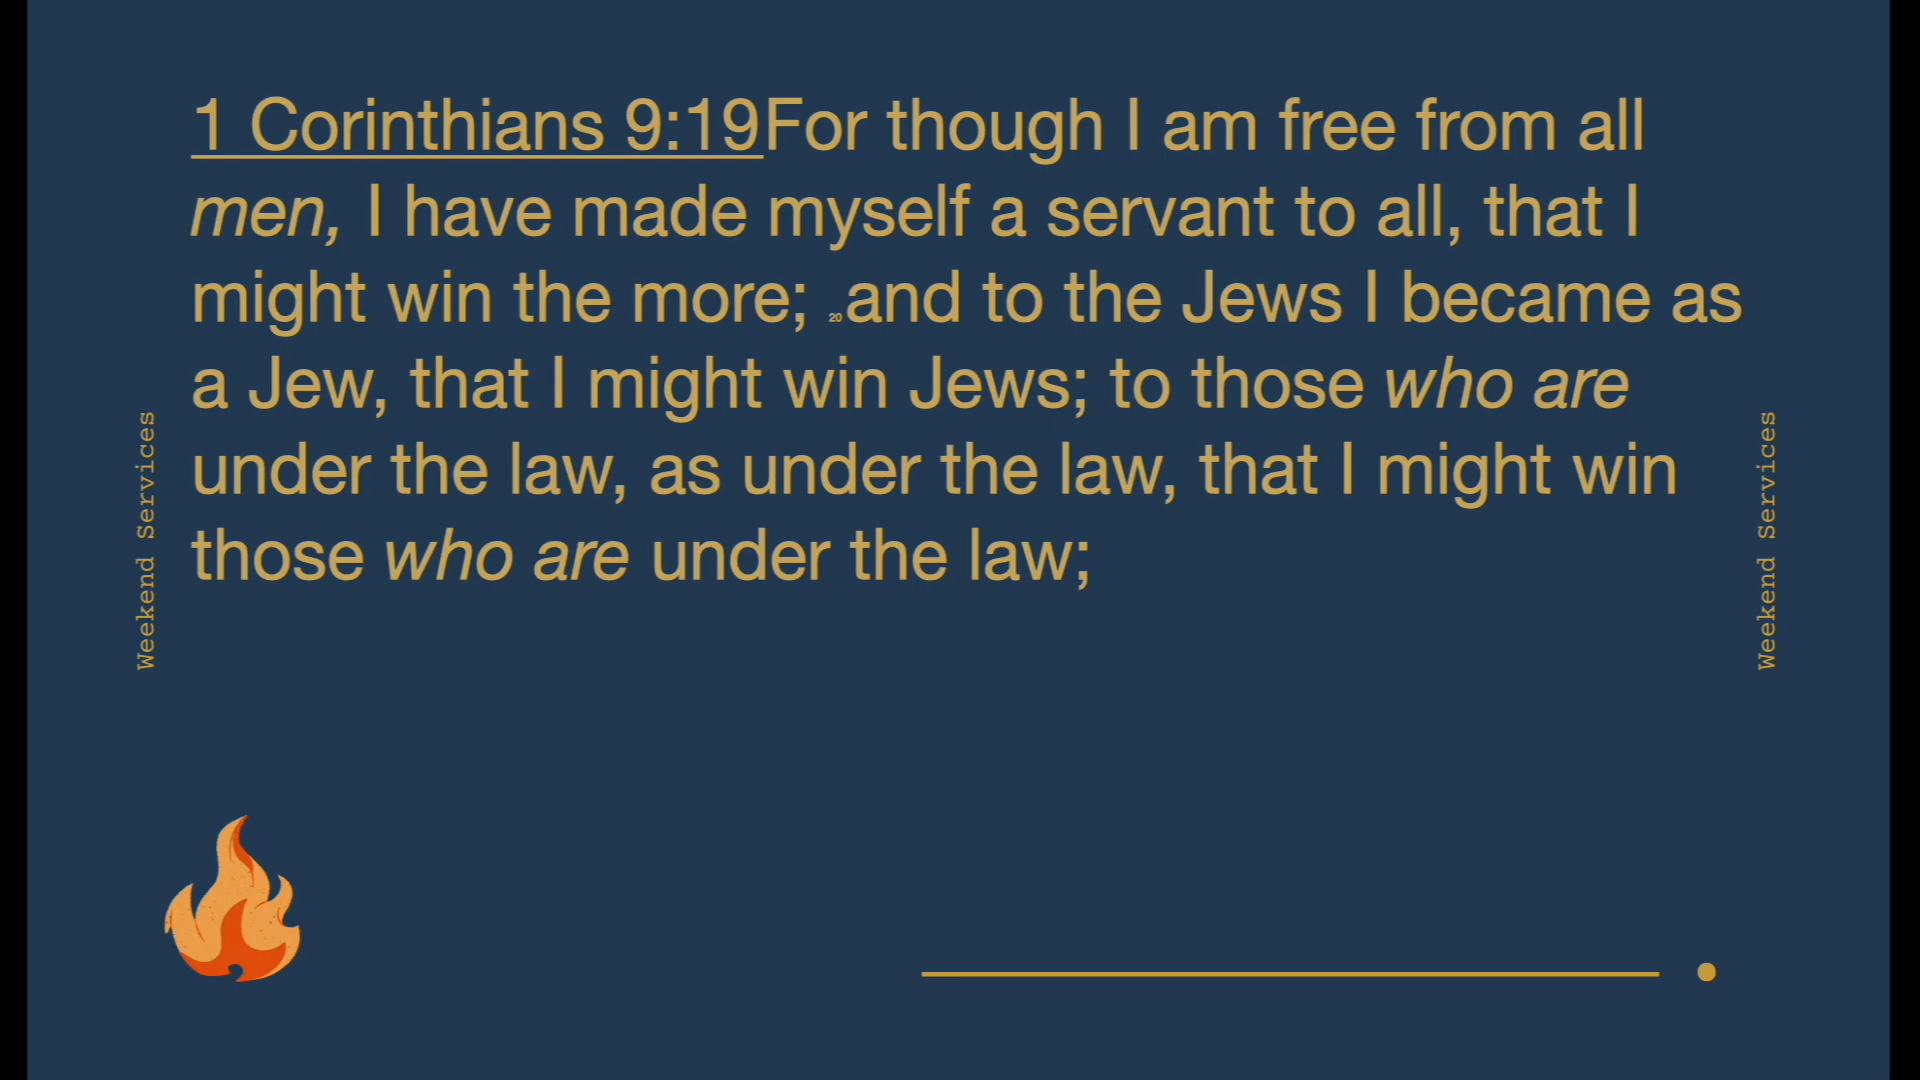 1 Corinthians 9:19For though I am free from all
men, I have made myself a servant to all, that I
might win the more; 20and to the Jews I became as
a Jew, that I might win Jews; to those who are
under the law, as under the law, that I might win
those who are under the law;
Weekend Services
Weekend Services